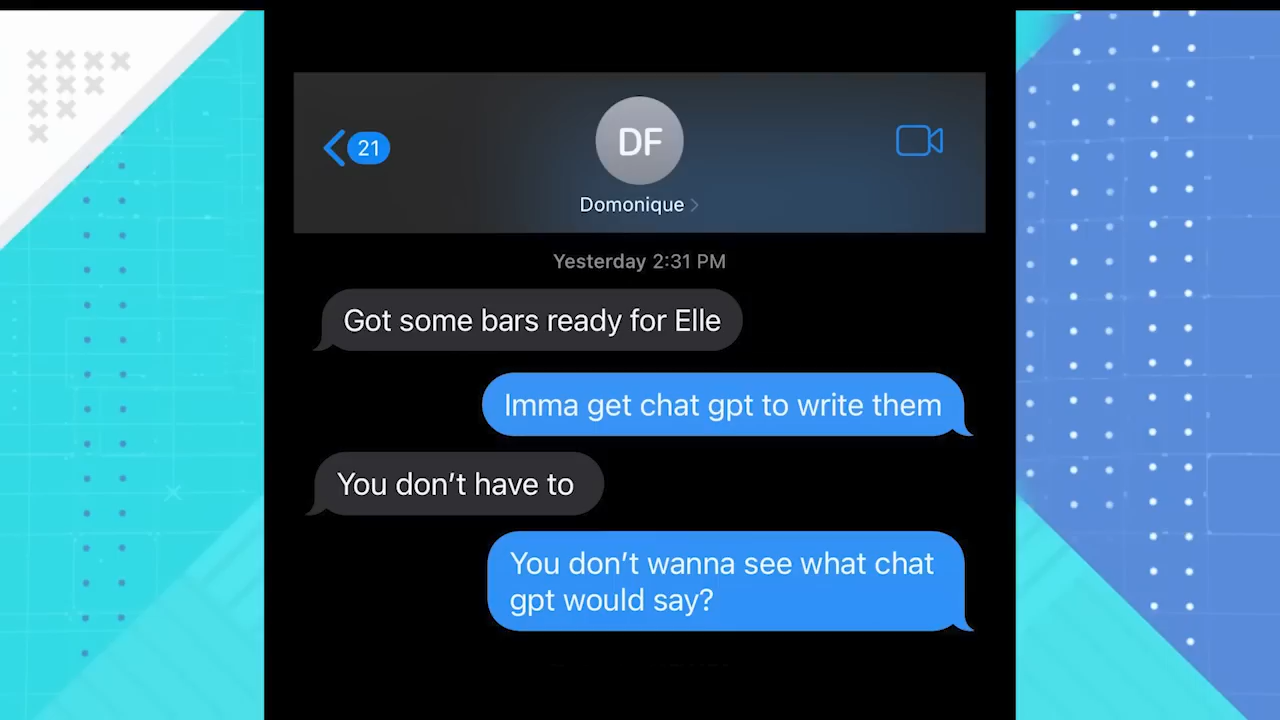 21
DF
Domonique
Yesterday 2:31 PM
Got some bars ready for Elle
Imma get chat gpt to write them
You don’t have to
You don’t wanna see what chat
gpt would say?